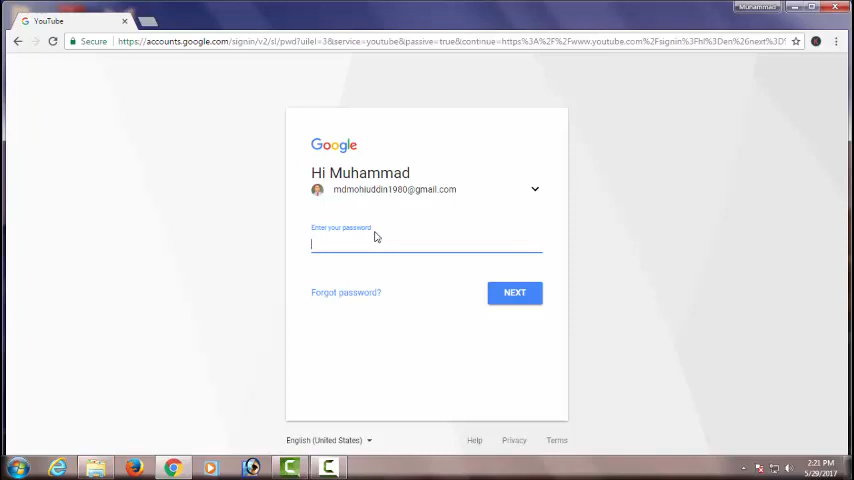 Muhammad
YouTube
Secure
https://accounts.google.com/signin/v2/sl/pwd?uilel=3&service=youtube&passive=true&continue=https%3A%2F%2Fwww.youtube.com%2Fsignin%3Fhl%3Den%26next%3D
Google
Hi Muhammad
mdmohiuddin1980@gmail.com
Enter your password
Forgot password?
NEXT
English (United States)
Help
Privacy
Terms
2:21 PM
5/29/2017